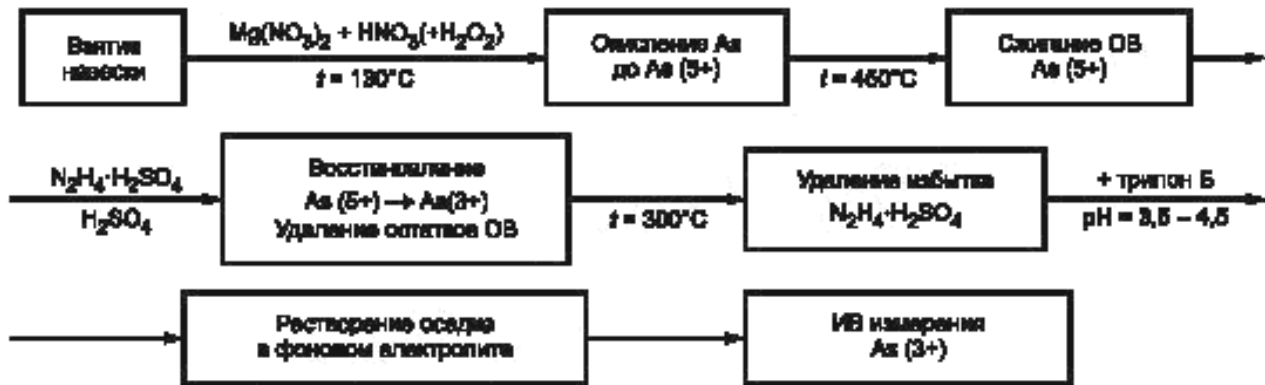 Взятие
навески
Mg(NO3)2 + HNO3(+H2O2)
t = 130°C
Окисление As
до As (5+)
t = 450°C
Сжигание ОВ
As (5+)
N2H4·H2SO4
H2SO4
Восстановление
As (5+) → As(3+)
Удаление остатков ОВ
t = 300°C
Удаление избытка
N2H4·H2SO4
+ трилон Б
pH = 3,5 – 4,5
Растворение осадка
в фоновом электролите
ИВ измерения
As (3+)